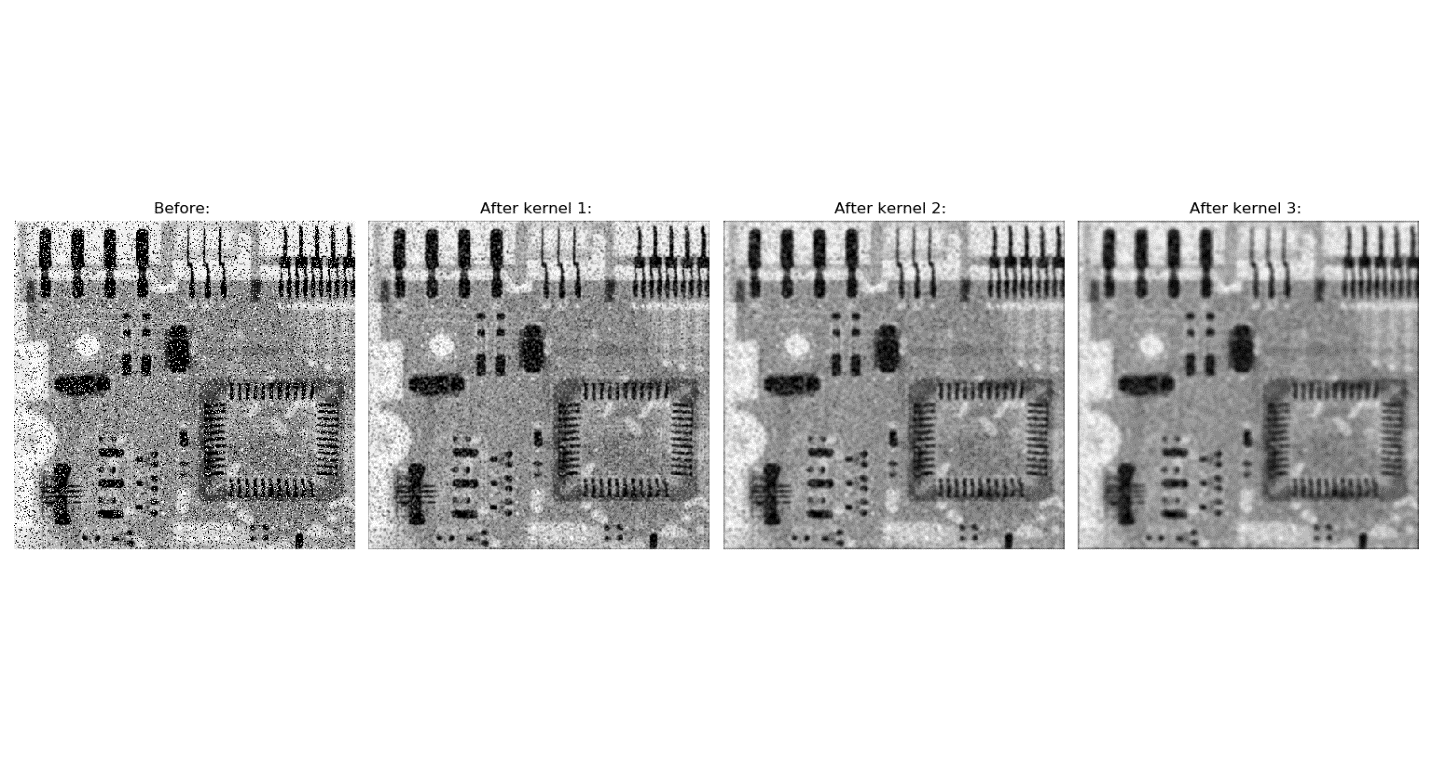 Before:
After kernel 1:
After kernel 2:
After kernel 3: